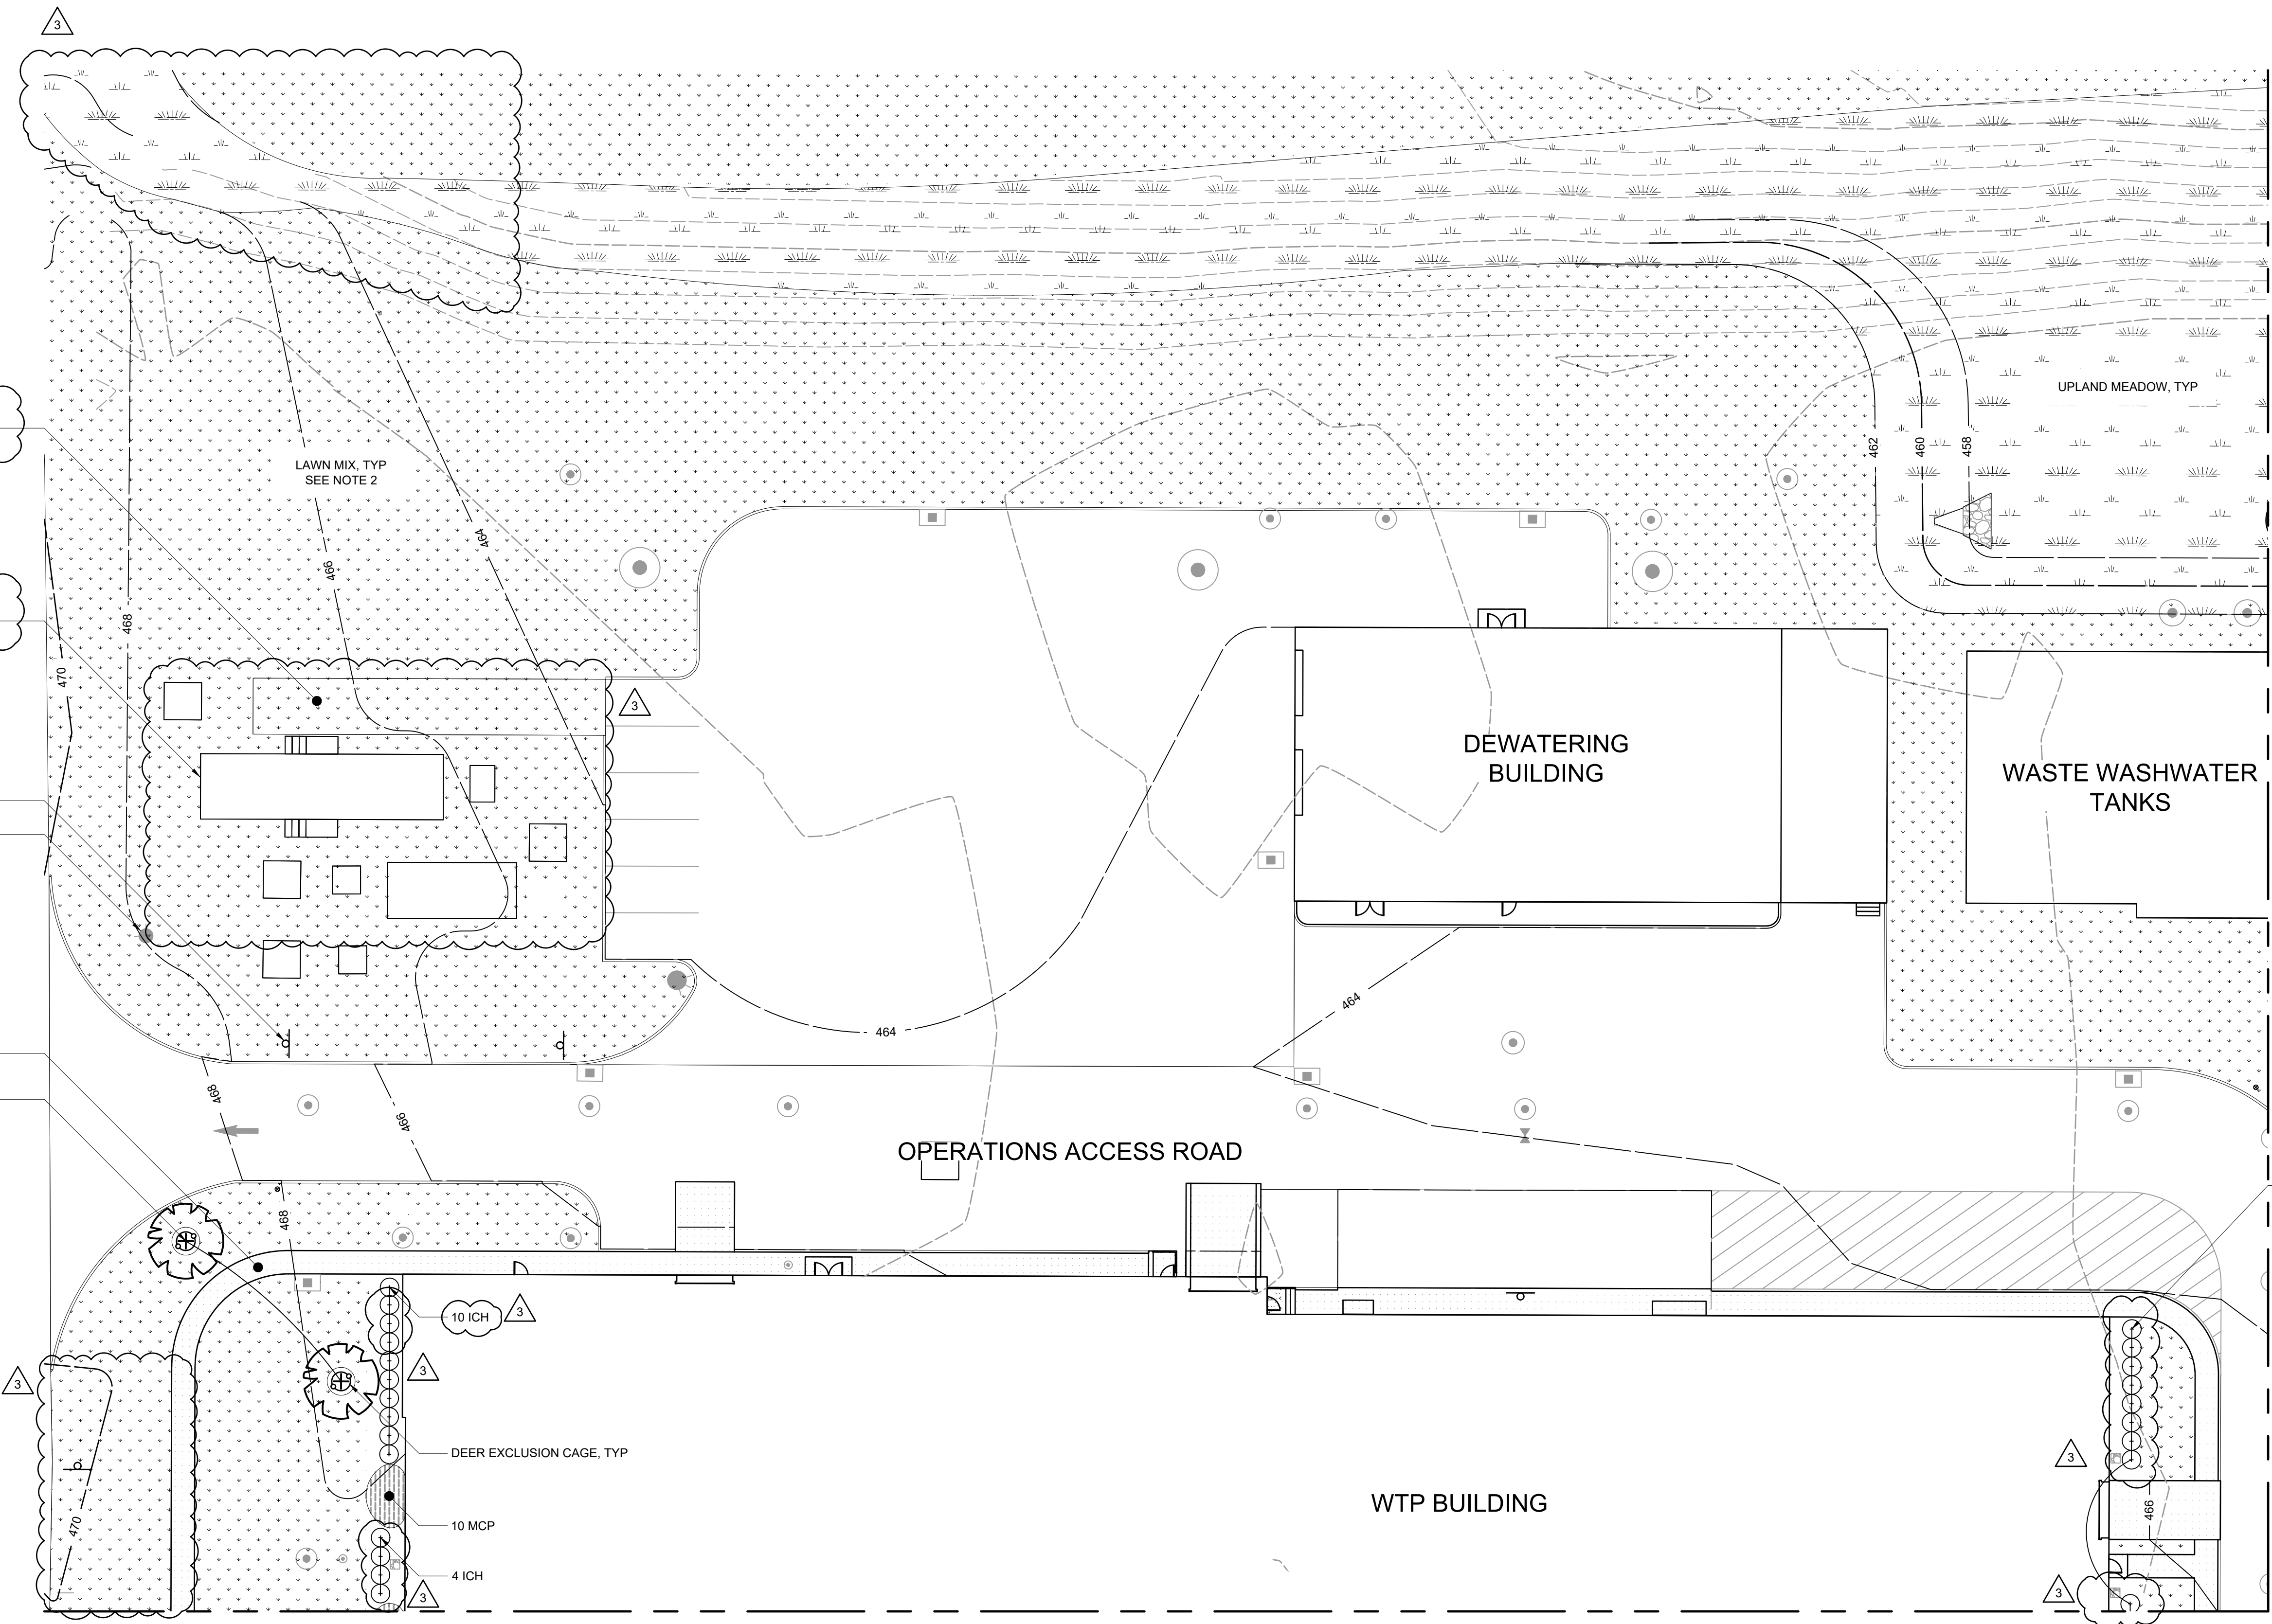 3
UPLAND MEADOW, TYP
462
460
458
LAWN MIX, TYP
SEE NOTE 2
464
466
468
470
3
DEWATERING
BUILDING
WASTE WASHWATER
TANKS
464
464
468
466
OPERATIONS ACCESS ROAD
468
10 ICH
3
3
3
DEER EXCLUSION CAGE, TYP
3
WTP BUILDING
466
470
10 MCP
4 ICH
3
3